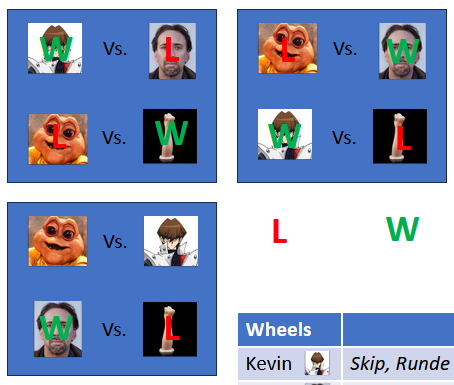 W Vs. L
L Vs. W
L Vs. W
W Vs. L
Vs.
W Vs. L
L W
Wheels
Kevin Skip, Runde